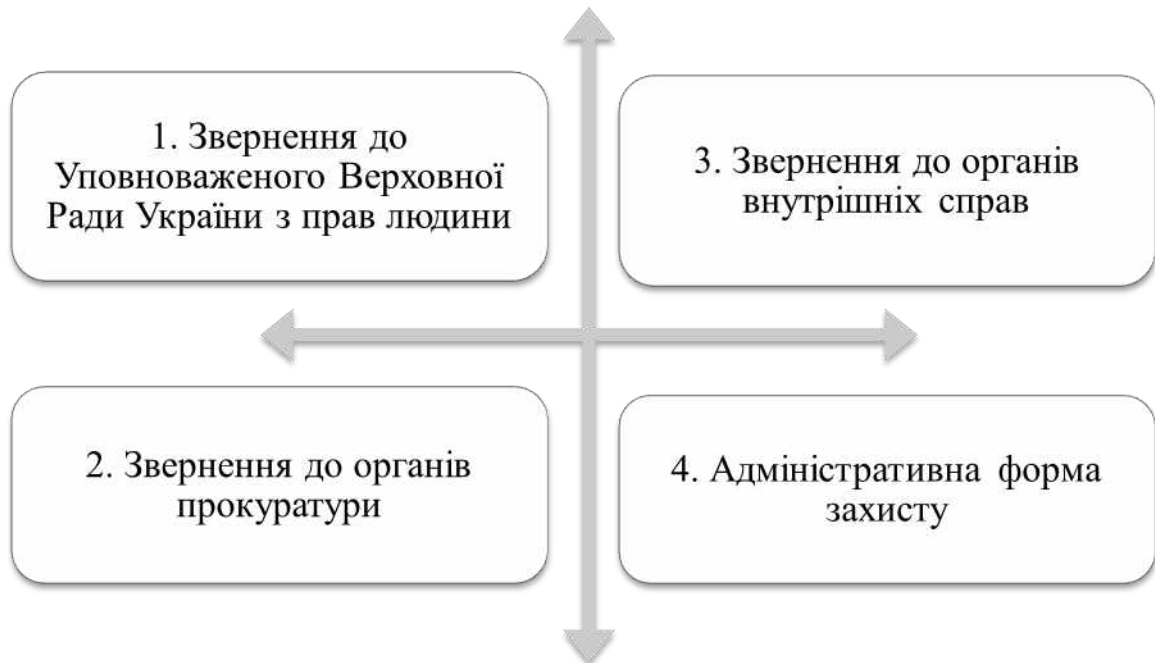 1. Звернення до
Уповноваженого Верховної
Ради України з прав людини
2. Звернення до органів
прокуратури
3. Звернення до органів
внутрішніх справ
4. Адміністративна форма
захисту